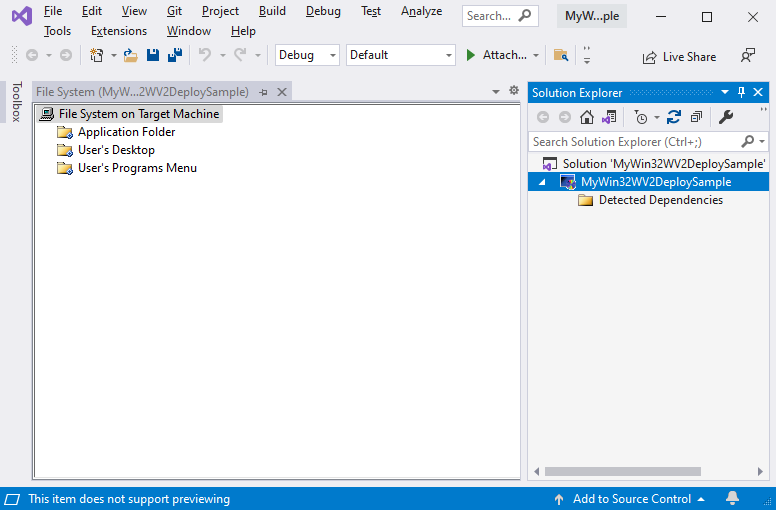 File Edit View Git Project Build Debug Test Analyze Search... MyW...ple
Tools Extensions Window Help
Debug Default Attach... Live Share
Toolbox
File System (MyW...2WV2DeploySample)
File System on Target Machine
Application Folder
User's Desktop
User's Programs Menu
Solution Explorer
Search Solution Explorer (Ctrl+;)
Solution 'MyWin32WV2DeploySample'
MyWin32WV2DeploySample
Detected Dependencies
This item does not support previewing Add to Source Control